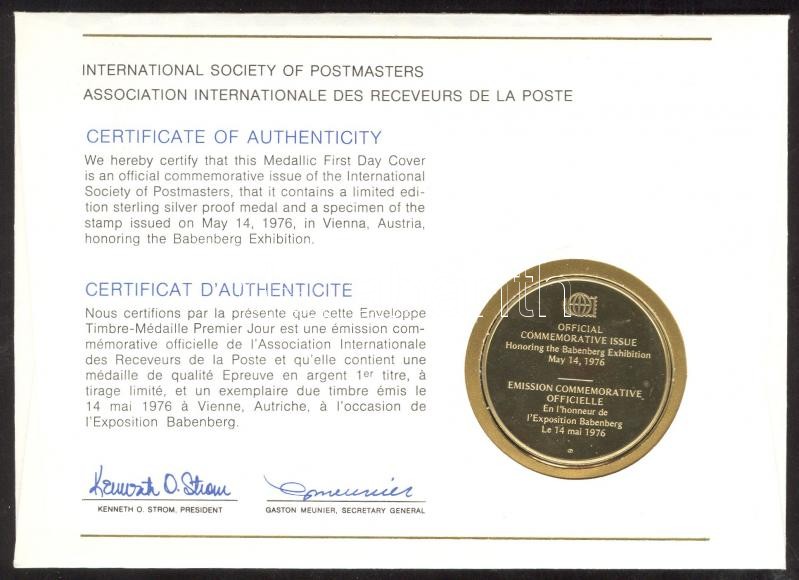 INTERNATIONAL SOCIETY OF POSTMASTERS
ASSOCIATION INTERNATIONALE DES RECEVEURS DE LA POSTE
CERTIFICATE OF AUTHENTICITY
We hereby certify that this Medallic First Day Cover
is an official commemorative issue of the International
Society of Postmasters, that it contains a limited edi-
tion sterling silver proof medal and a specimen of the
stamp issued on May 14, 1976, in Vienna, Austria,
honoring the Babenberg Exhibition.
CERTIFICAT D'AUTHENTICITE
Nous certifions par la présente que cette Enveloppe
Timbre-Médaille Premier Jour est une émission com-
mémorative officielle de l'Association Internationale
des Receveurs de la Poste et qu'elle contient une
médaille de qualité Epreuve en argent 1er titre, à
tirage limité, et un exemplaire due timbre émis le
14 mai 1976 à Vienne, Autriche, à l'occasion de
l'Exposition Babenberg.
Kenneth O. Strom
KENNETH O. STROM, PRESIDENT
GASTON MEUNIER, SECRETARY GENERAL
OFFICIAL
COMMEMORATIVE ISSUE
Honoring the Babenberg Exhibition
May 14, 1976
EMISSION COMMEMORATIVE
OFFICIELLE
En l'honneur de
l'Exposition Babenberg
Le 14 mai 1976